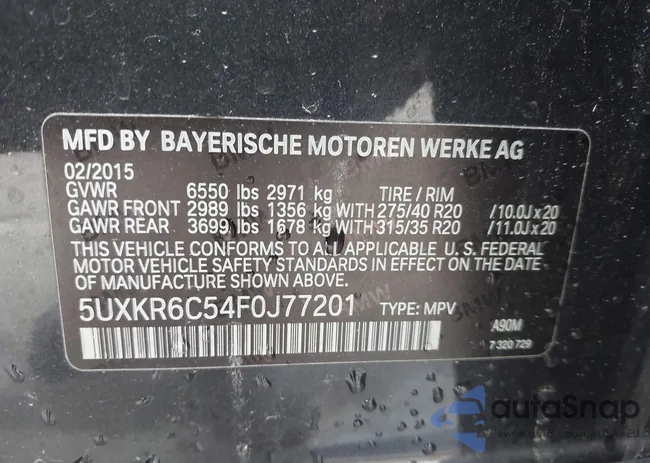 MFD BY BAYERISCHE MOTOREN WERKE AG
02/2015
GVWR 6550 lbs 2971 kg TIRE / RIM
GAWR FRONT 2989 lbs 1356 kg WITH 275/40 R20 /10.0J x 20
GAWR REAR 3699 lbs 1678 kg WITH 315/35 R20 /11.0J x 20
THIS VEHICLE CONFORMS TO ALL APPLICABLE U. S. FEDERAL
MOTOR VEHICLE SAFETY STANDARDS IN EFFECT ON THE DATE
OF MANUFACTURE SHOWN ABOVE.
5UXKR6C54F0J77201 TYPE: MPV
A90M
7 320 729
autoSnap